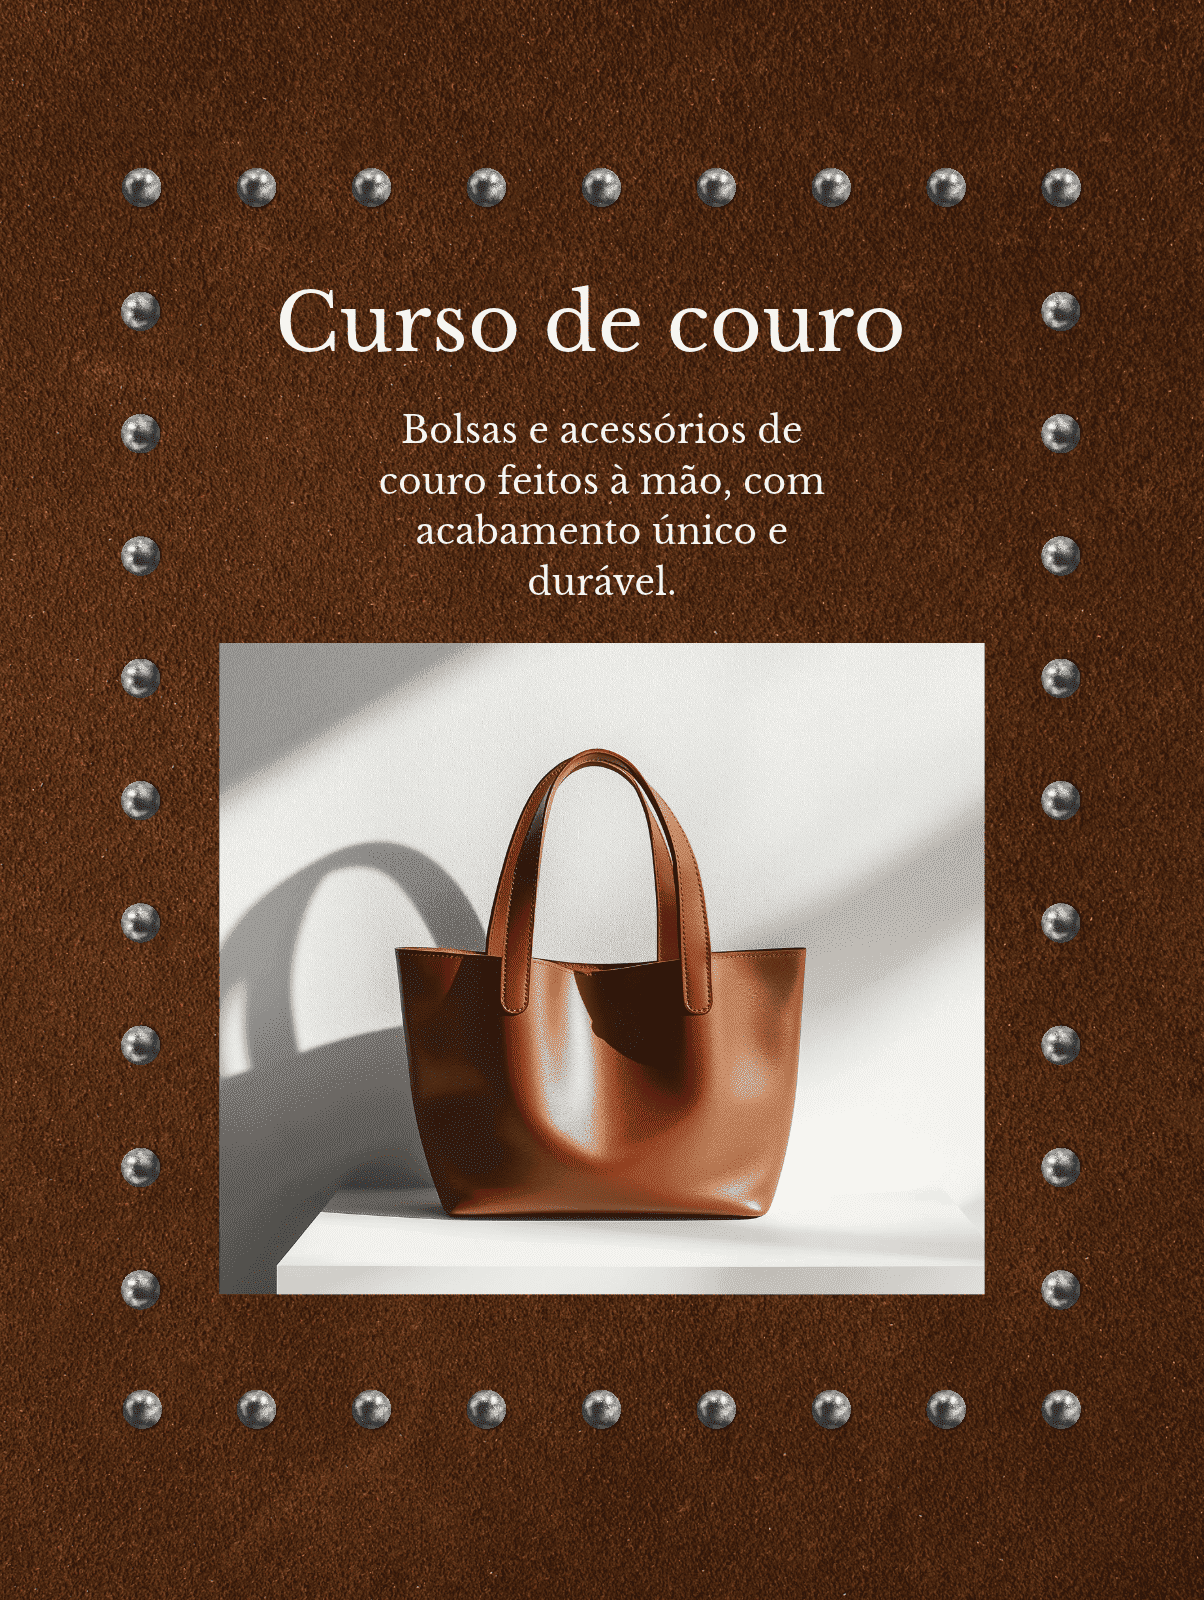 Curso de couro
Bolsas e acessórios de
couro feitos à mão, com
acabamento único e
durável.